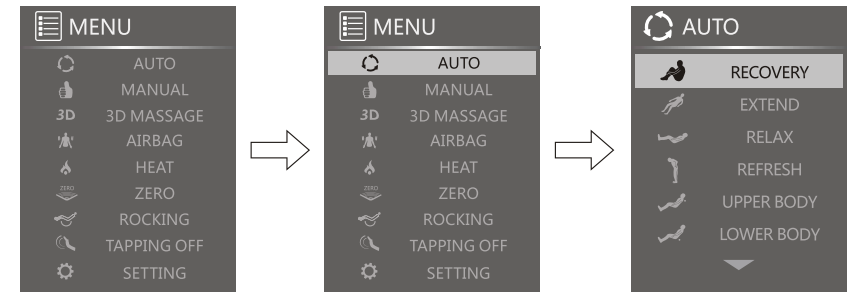 MENU
AUTO
MANUAL
3D 3D MASSAGE
AIRBAG
HEAT
ZERO ZERO
ROCKING
TAPPING OFF
SETTING
MENU
AUTO
MANUAL
3D 3D MASSAGE
AIRBAG
HEAT
ZERO ZERO
ROCKING
TAPPING OFF
SETTING
AUTO
RECOVERY
EXTEND
RELAX
REFRESH
UPPER BODY
LOWER BODY